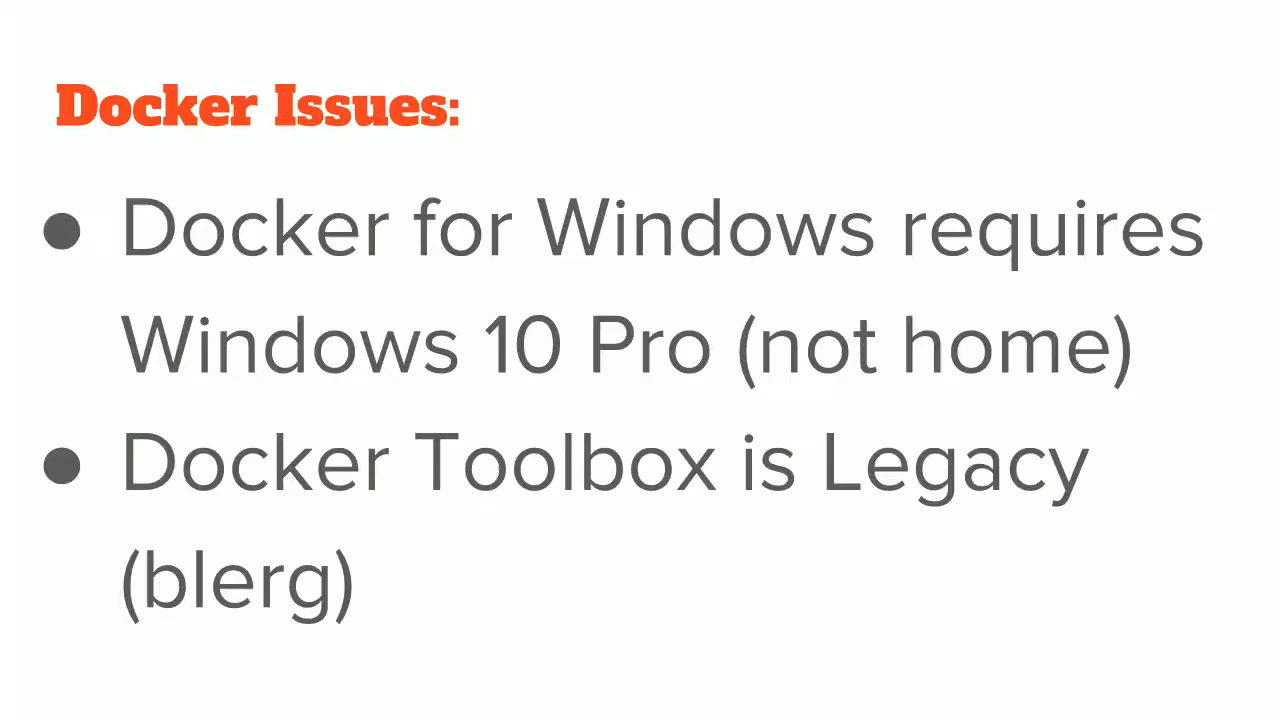 Docker Issues:
● Docker for Windows requires
Windows 10 Pro (not home)
● Docker Toolbox is Legacy
(blerg)